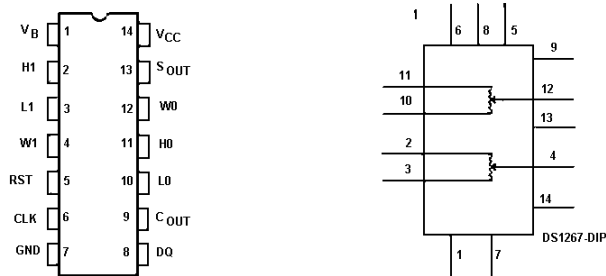 VB 1 14 VCC
H1 2 13 SOUT
L1 3 12 W0
W1 4 11 H0
RST 5 10 L0
CLK 6 9 COUT
GND 7 8 DQ
1
6 8 5
9
11
12
10
13
2
4
3
14
DS1267-DIP
1 7